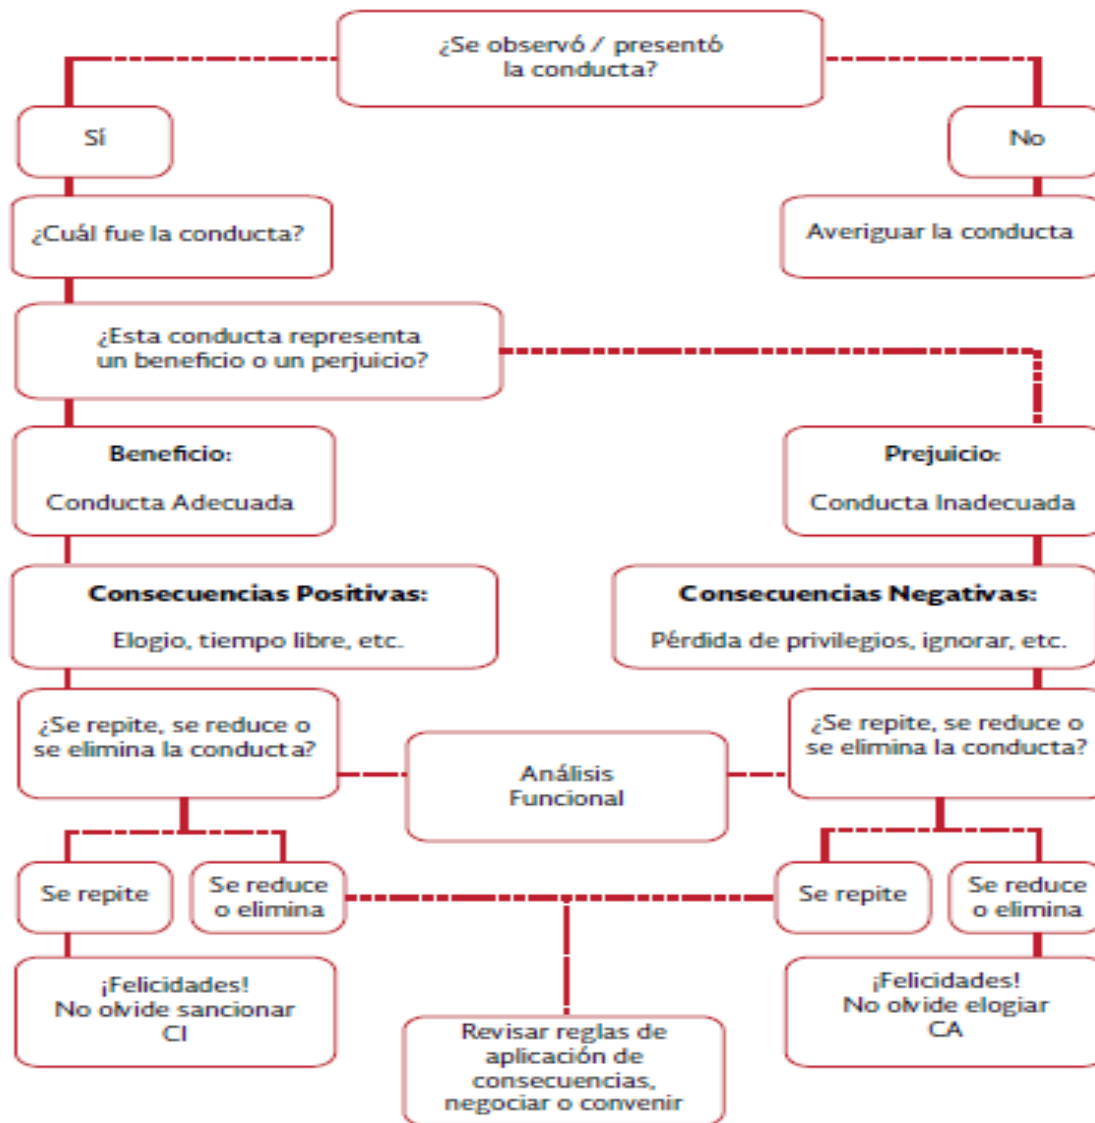 ¿Se observó / presentó
la conducta?
Sí
No
¿Cuál fue la conducta?
Averiguar la conducta
¿Esta conducta representa
un beneficio o un perjuicio?
Beneficio:
Conducta Adecuada
Prejuicio:
Conducta Inadecuada
Consecuencias Positivas:
Elogio, tiempo libre, etc.
Consecuencias Negativas:
Pérdida de privilegios, ignorar, etc.
¿Se repite, se reduce o
se elimina la conducta?
Análisis
Funcional
¿Se repite, se reduce o
se elimina la conducta?
Se repite
Se reduce
o elimina
Se repite
Se reduce
o elimina
¡Felicidades!
No olvide sancionar
CI
Revisar reglas de
aplicación de
consecuencias,
negociar o convenir
¡Felicidades!
No olvide elogiar
CA